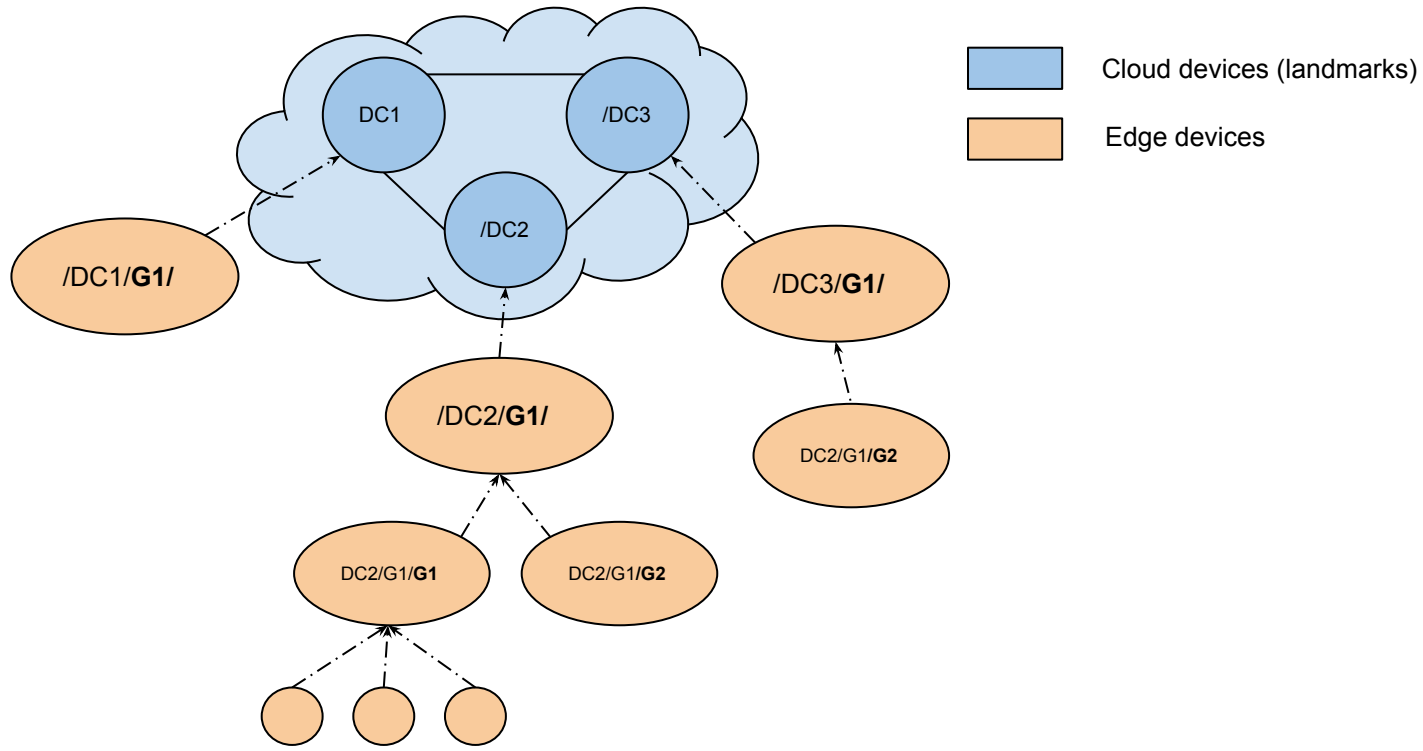 DC1
/DC3
/DC2
Cloud devices (landmarks)
Edge devices
/DC1/G1/
/DC3/G1/
/DC2/G1/
DC2/G1/G2
DC2/G1/G1
DC2/G1/G2